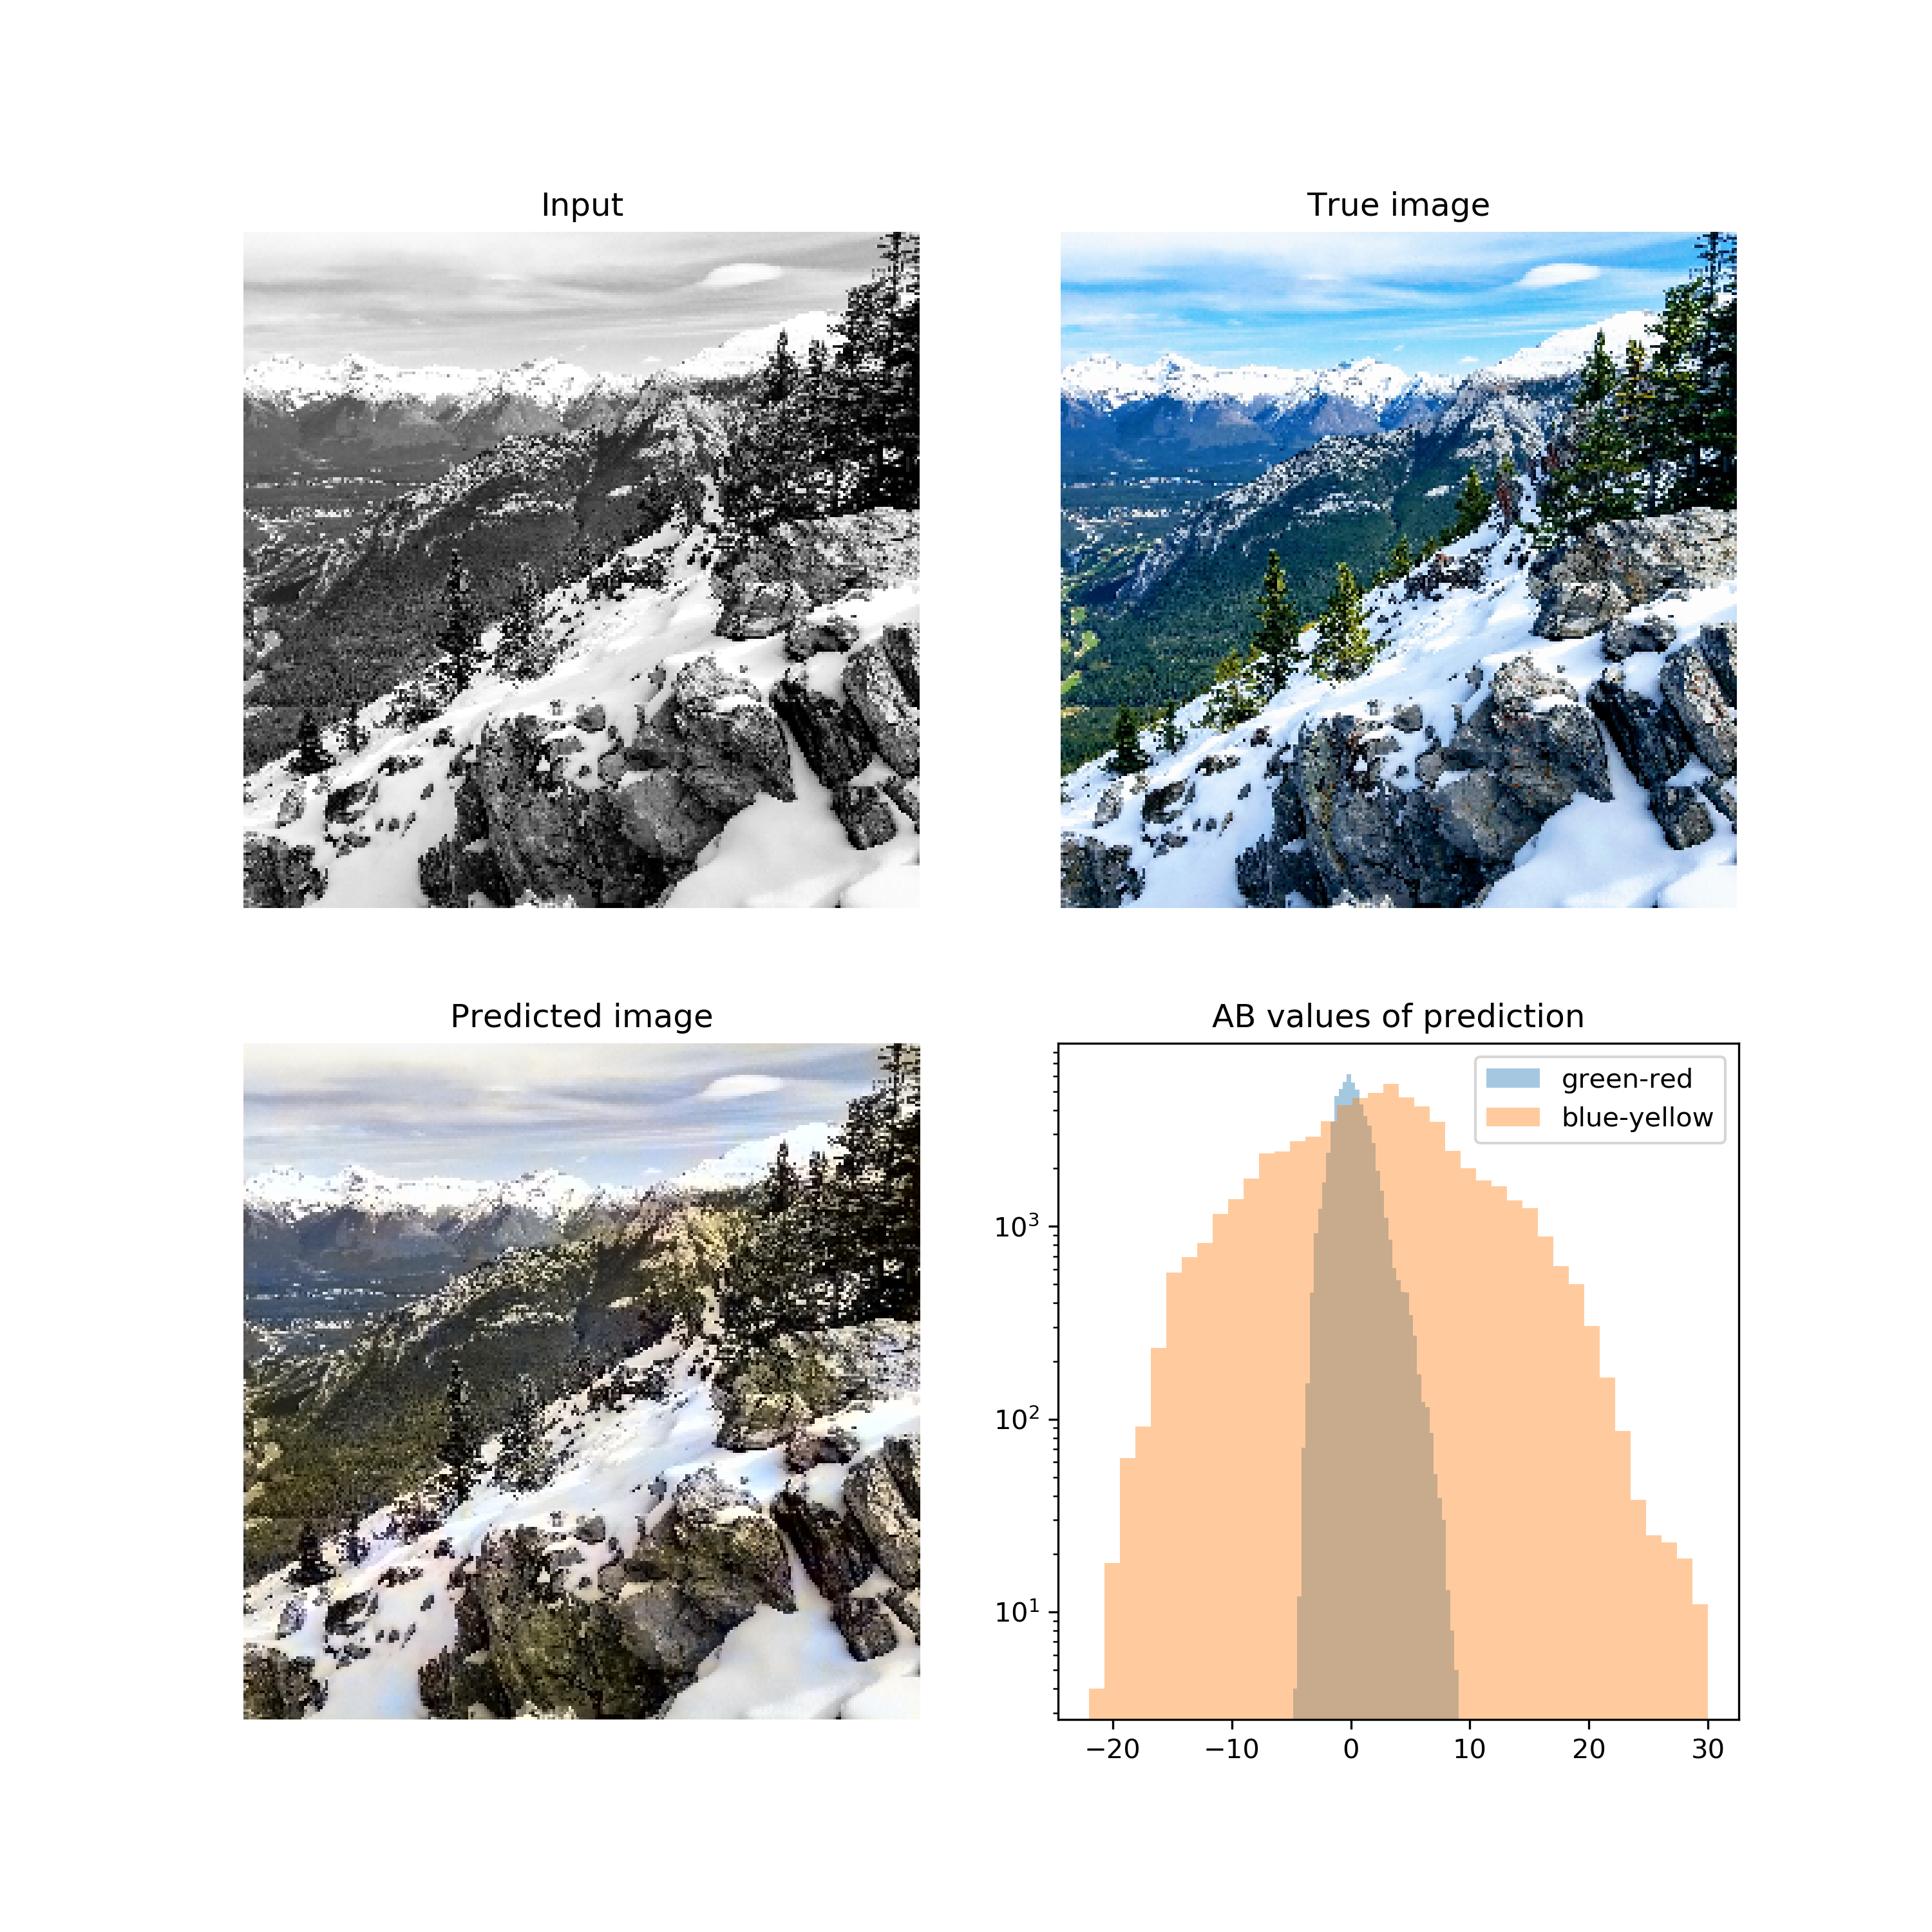 Input
True image
Predicted image
AB values of prediction
green-red
blue-yellow
10³
10²
10¹
−20 −10 0 10 20 30